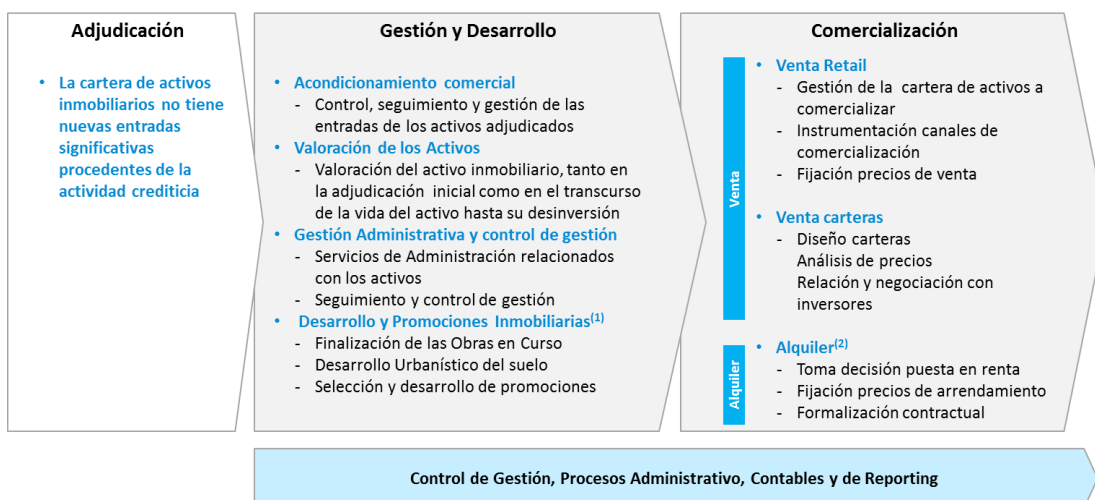 Adjudicación
• La cartera de activos
inmobiliarios no tiene
nuevas entradas
significativas
procedentes de la
actividad crediticia
Gestión y Desarrollo
• Acondicionamiento comercial
- Control, seguimiento y gestión de las
entradas de los activos adjudicados
• Valoración de los Activos
- Valoración del activo inmobiliario, tanto en
la adjudicación inicial como en el transcurso
de la vida del activo hasta su desinversión
• Gestión Administrativa y control de gestión
- Servicios de Administración relacionados
con los activos
- Seguimiento y control de gestión
• Desarrollo y Promociones Inmobiliarias(1)
- Finalización de las Obras en Curso
- Desarrollo Urbanístico del suelo
- Selección y desarrollo de promociones
Comercialización
Venta
• Venta Retail
- Gestión de la cartera de activos a
comercializar
- Instrumentación canales de
comercialización
- Fijación precios de venta
• Venta carteras
- Diseño carteras
Análisis de precios
Relación y negociación con
inversores
Alquiler
• Alquiler(2)
- Toma decisión puesta en renta
- Fijación precios de arrendamiento
- Formalización contractual
Control de Gestión, Procesos Administrativo, Contables y de Reporting